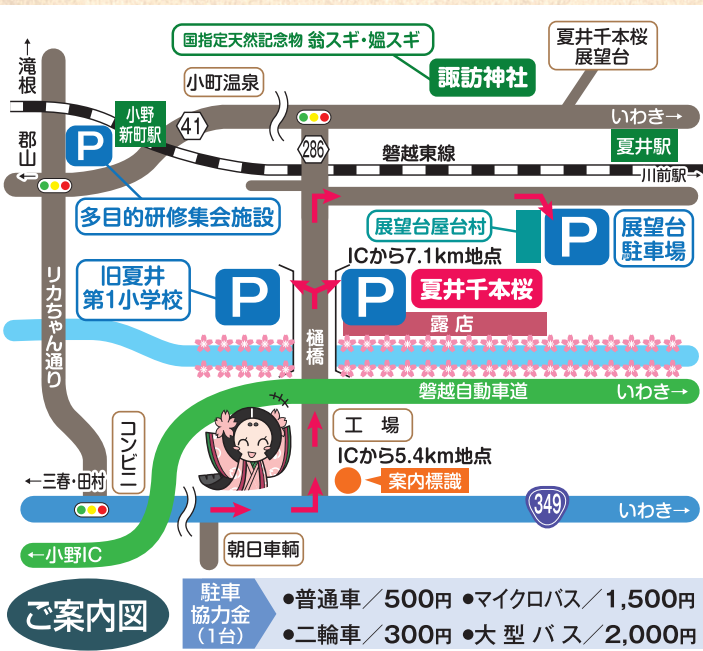 国指定天然記念物 翁スギ・媼スギ
諏訪神社
夏井千本桜
展望台
↑滝根
小町温泉
いわき→
小野
新町駅
41
286
磐越東線
夏井駅
郡山
←
P
川前駅→
多目的研修集会施設
展望台屋台村
P
展望台
駐車場
ICから7.1km地点
旧夏井
第1小学校
P
P
夏井千本桜
露店
リカちゃん通り
樋橋
磐越自動車道
いわき→
コンビニ
工場
ICから5.4km地点
案内標識
←三春・田村
349
いわき→
←小野IC
朝日車輌
ご案内図
駐車
協力金
(1台)
●普通車/500円 ●マイクロバス/1,500円
●二輪車/300円 ●大型バス/2,000円